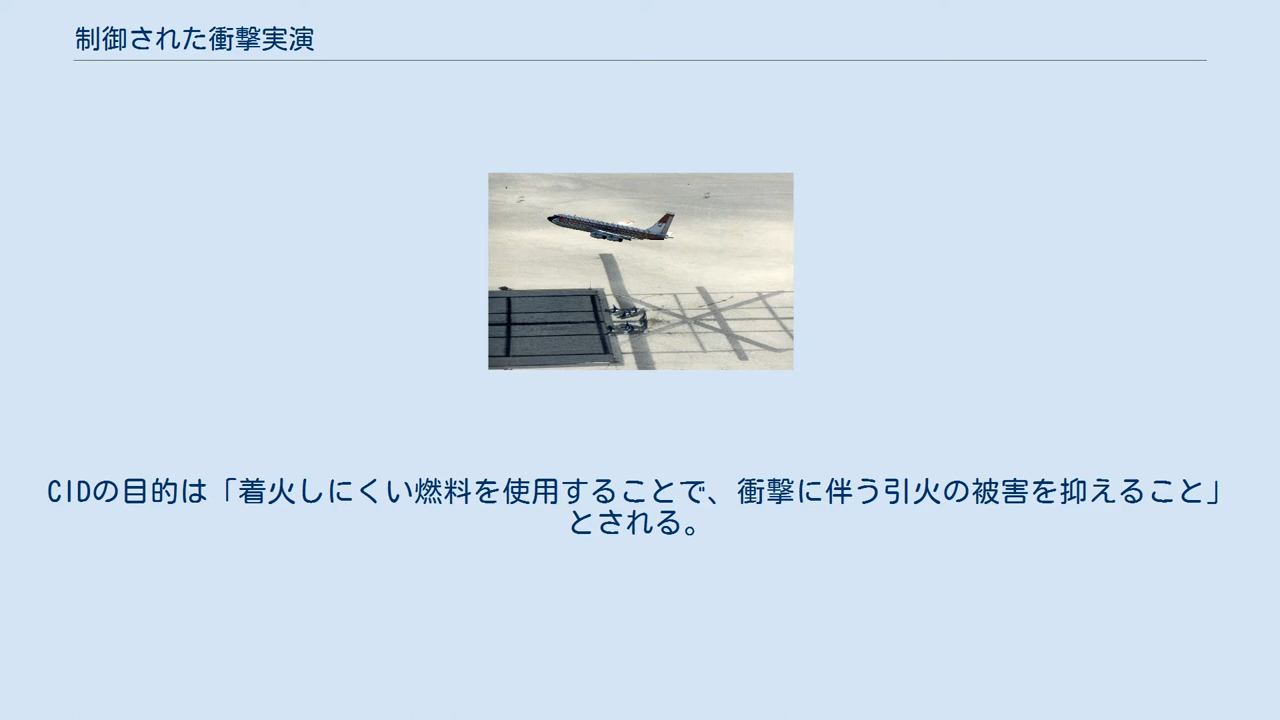 制御された衝撃実演
CIDの目的は「着火しにくい燃料を使用することで、衝撃に伴う引火の被害を抑えること」
とされる。